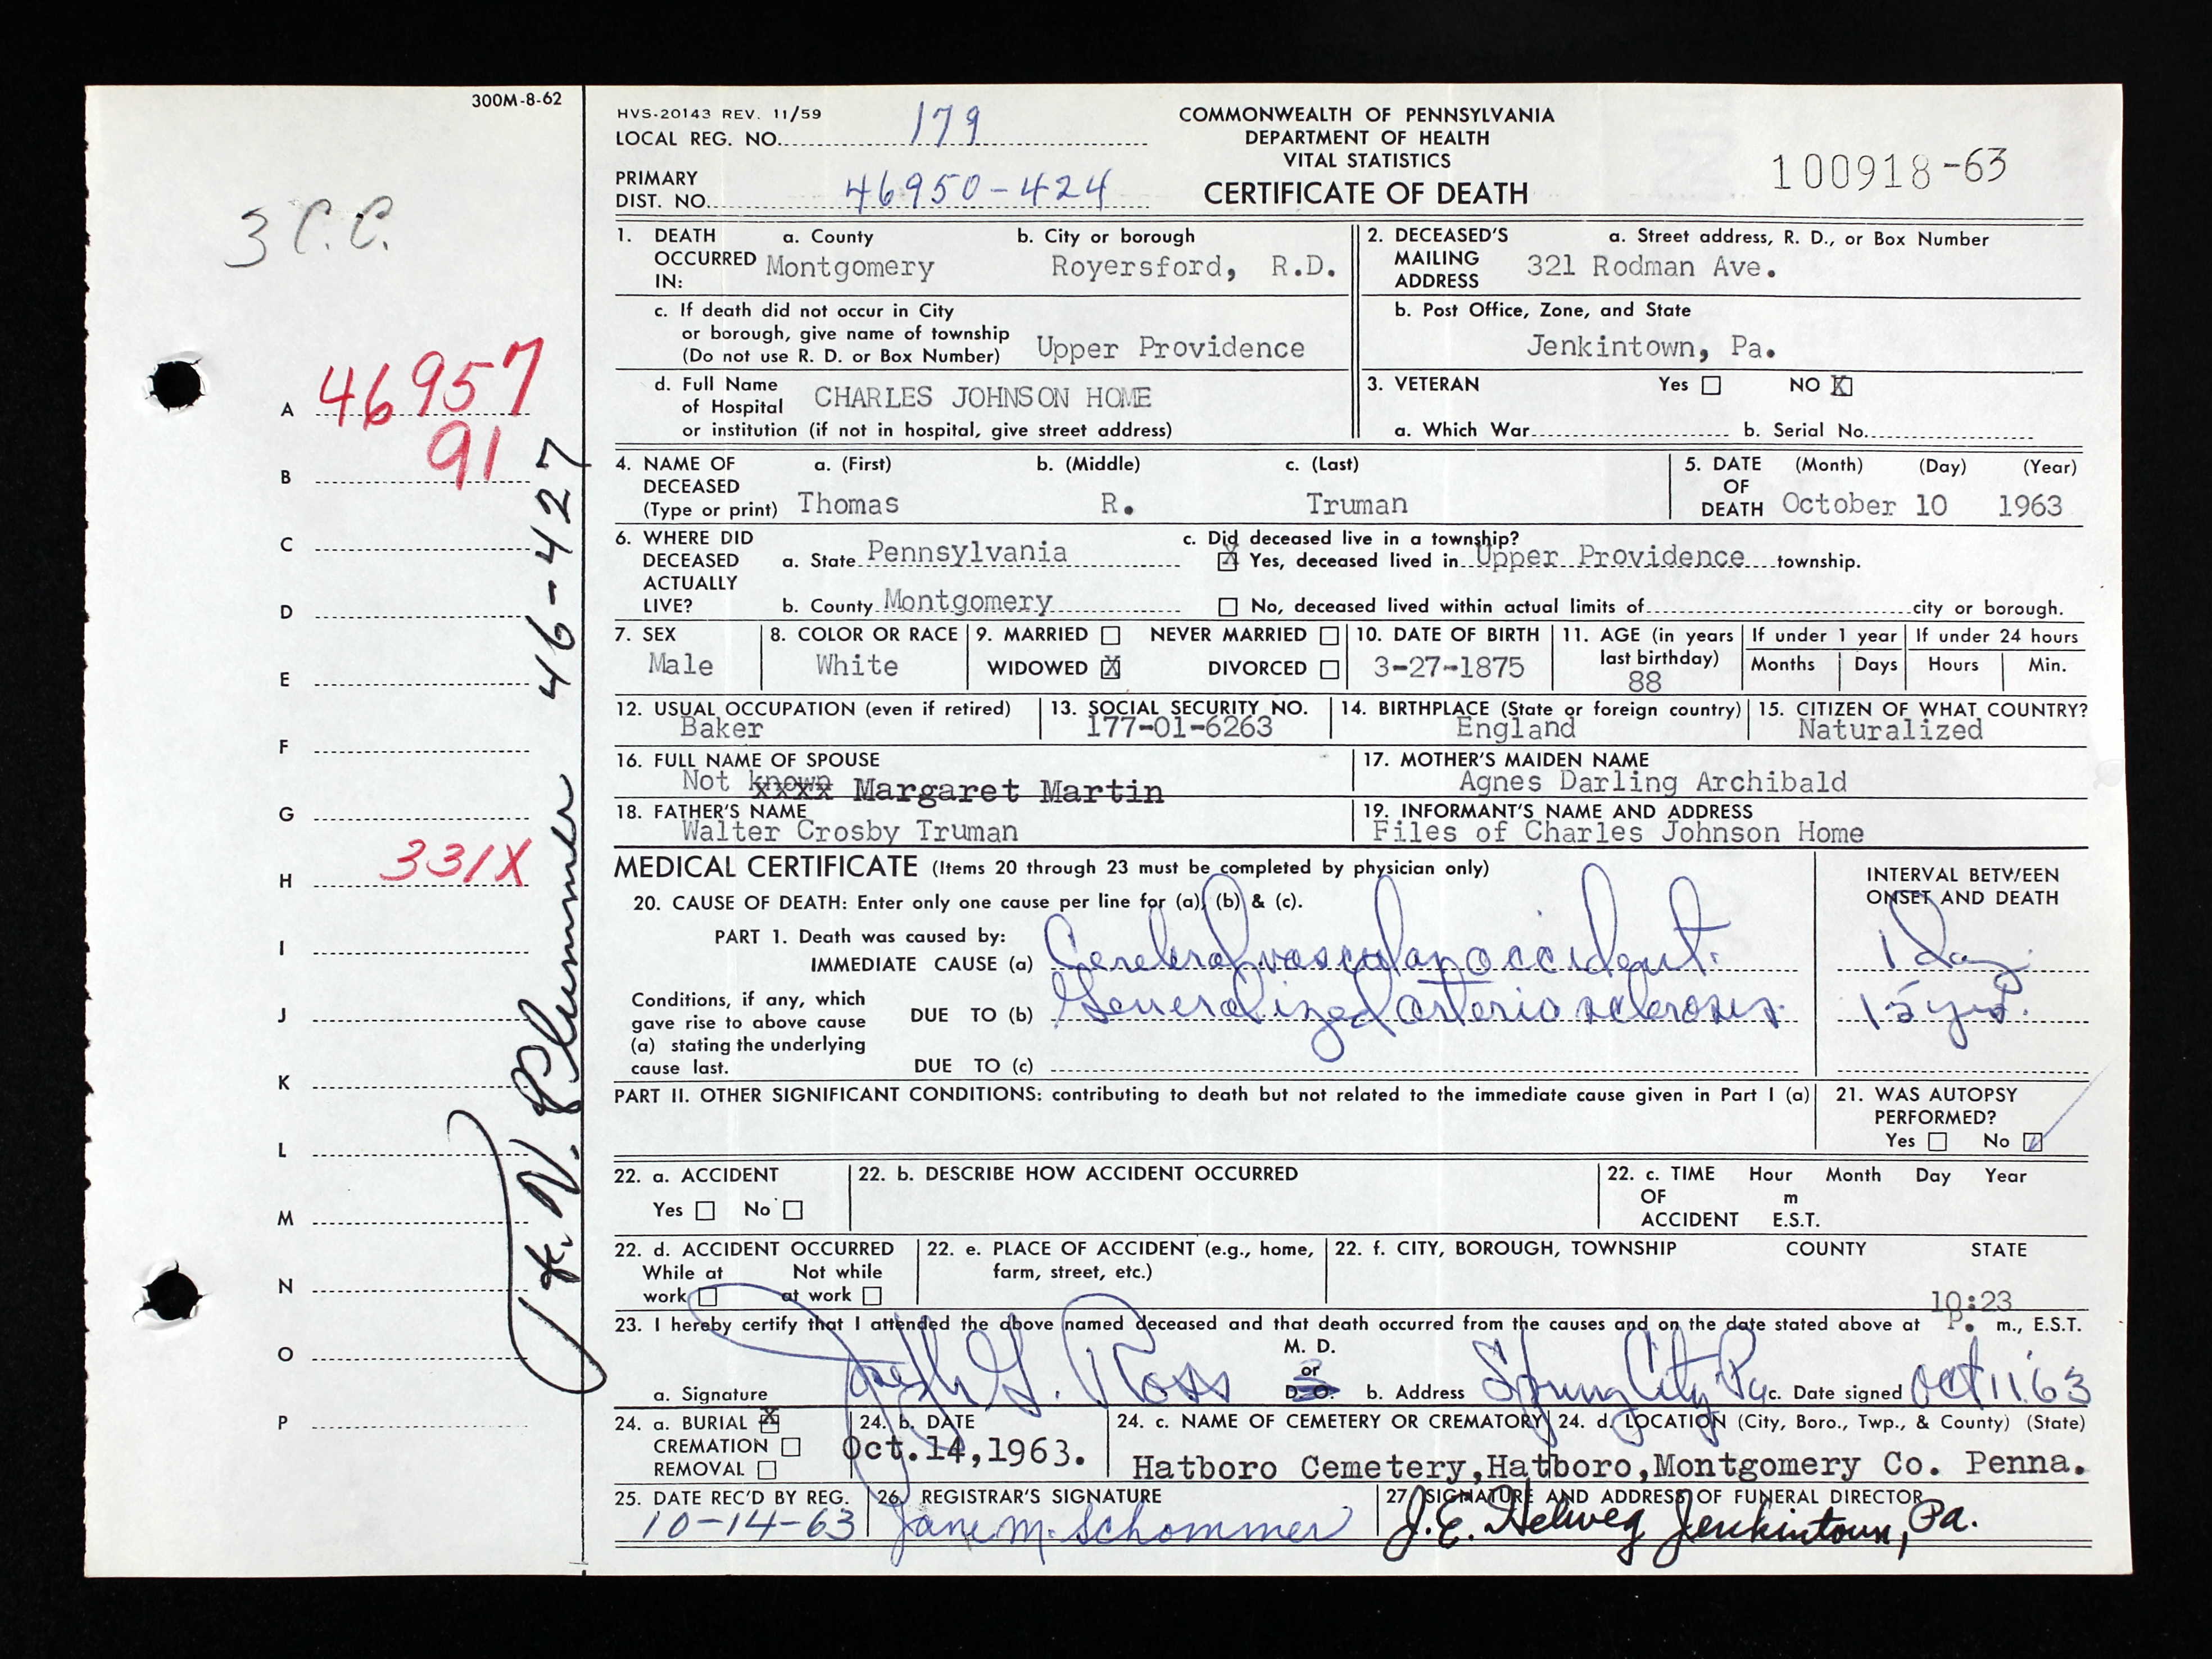 300M-8-62
3 C.C.
A 46957
B 91
C
D
E
F
G
H 331X
I
J
K
L
M
N
O
P
46-427
HVS-20143 REV. 11/59
LOCAL REG. NO. 179
PRIMARY
DIST. NO. 46950-424
COMMONWEALTH OF PENNSYLVANIA
DEPARTMENT OF HEALTH
VITAL STATISTICS
CERTIFICATE OF DEATH
100918-63
1. DEATH OCCURRED IN: a. County Montgomery
b. City or borough Royersford, R.D.
c. If death did not occur in City
or borough, give name of township
(Do not use R. D. or Box Number) Upper Providence
d. Full Name
of Hospital CHARLES JOHNSON HOME
or institution (if not in hospital, give street address)
2. DECEASED'S MAILING ADDRESS a. Street address, R. D., or Box Number
321 Rodman Ave.
b. Post Office, Zone, and State
Jenkintown, Pa.
3. VETERAN Yes NO X
a. Which War b. Serial No.
4. NAME OF DECEASED (Type or print) a. (First) b. (Middle) c. (Last)
Thomas R. Truman
5. DATE OF DEATH (Month) (Day) (Year)
October 10 1963
6. WHERE DID DECEASED ACTUALLY LIVE?
a. State Pennsylvania
b. County Montgomery
c. Did deceased live in a township?
X Yes, deceased lived in Upper Providence township.
No, deceased lived within actual limits of city or borough.
7. SEX Male
8. COLOR OR RACE White
9. MARRIED NEVER MARRIED
WIDOWED X DIVORCED
10. DATE OF BIRTH 3-27-1875
11. AGE (in years last birthday) 88
If under 1 year Months Days
If under 24 hours Hours Min.
12. USUAL OCCUPATION (even if retired) Baker
13. SOCIAL SECURITY NO. 177-01-6263
14. BIRTHPLACE (State or foreign country) England
15. CITIZEN OF WHAT COUNTRY? Naturalized
16. FULL NAME OF SPOUSE
Not known Margaret Martin
17. MOTHER'S MAIDEN NAME
Agnes Darling Archibald
18. FATHER'S NAME
Walter Crosby Truman
19. INFORMANT'S NAME AND ADDRESS
Files of Charles Johnson Home
MEDICAL CERTIFICATE (Items 20 through 23 must be completed by physician only)
INTERVAL BETWEEN
ONSET AND DEATH
20. CAUSE OF DEATH: Enter only one cause per line for (a), (b) & (c).
PART 1. Death was caused by:
IMMEDIATE CAUSE (a) Cerebral vascular accident. 1 day
Conditions, if any, which
gave rise to above cause
(a) stating the underlying
cause last.
DUE TO (b) Generalized arterio sclerosis. 15 yrs.
DUE TO (c)
PART II. OTHER SIGNIFICANT CONDITIONS: contributing to death but not related to the immediate cause given in Part I (a)
21. WAS AUTOPSY
PERFORMED?
Yes No
22. a. ACCIDENT
Yes No
22. b. DESCRIBE HOW ACCIDENT OCCURRED
22. c. TIME OF ACCIDENT Hour Month Day Year
m
E.S.T.
22. d. ACCIDENT OCCURRED
While at work Not while at work
22. e. PLACE OF ACCIDENT (e.g., home,
farm, street, etc.)
22. f. CITY, BOROUGH, TOWNSHIP COUNTY STATE
10:23
23. I hereby certify that I attended the above named deceased and that death occurred from the causes and on the date stated above at P. m., E.S.T.
a. Signature Joseph G. Ross M. D. or D. O. b. Address Spring City Pa c. Date signed Oct 11 '63
24. a. BURIAL X
CREMATION
REMOVAL
24. b. DATE
Oct.14,1963.
24. c. NAME OF CEMETERY OR CREMATORY 24. d. LOCATION (City, Boro., Twp., & County) (State)
Hatboro Cemetery,Hatboro,Montgomery Co. Penna.
25. DATE REC'D BY REG.
10-14-63
26. REGISTRAR'S SIGNATURE
Jane M. Schommer
27. SIGNATURE AND ADDRESS OF FUNERAL DIRECTOR
J.E. Helweg Jenkintown, Pa.